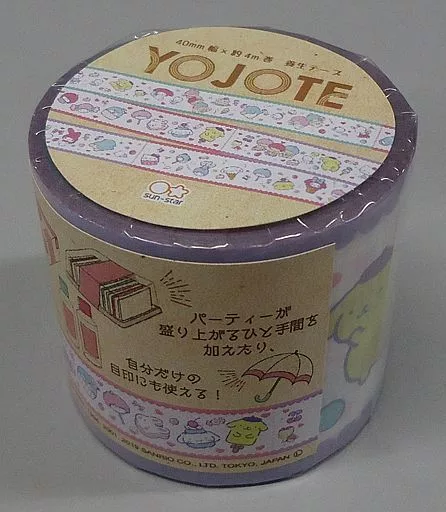 40mm幅×約4m巻 養生テープ
YOJOTE
sun-star
パーティーが
盛り上がるひと手間を
加えたり、
自分だけの
目印にも使える！
2001, 2019 SANRIO CO., LTD. TOKYO, JAPAN Ⓛ